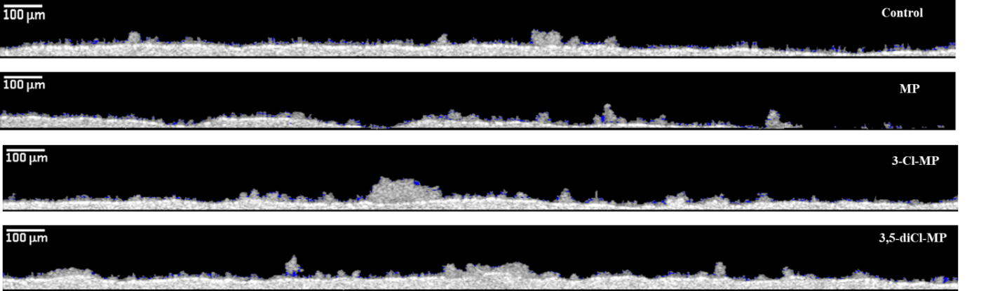 100 µm
Control
100 µm
MP
100 µm
3-Cl-MP
100 µm
3,5-diCl-MP